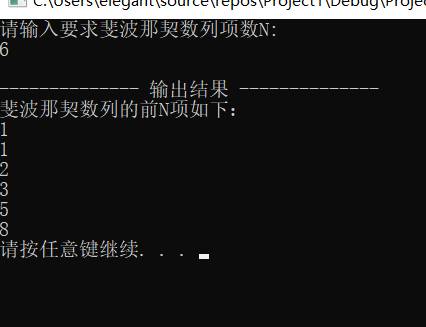 C:\Users\elegant\source\repos\Project1\Debug\Projec
请输入要求斐波那契数列项数N:
6
-------------- 输出结果 --------------
斐波那契数列的前N项如下:
1
1
2
3
5
8
请按任意键继续. . .